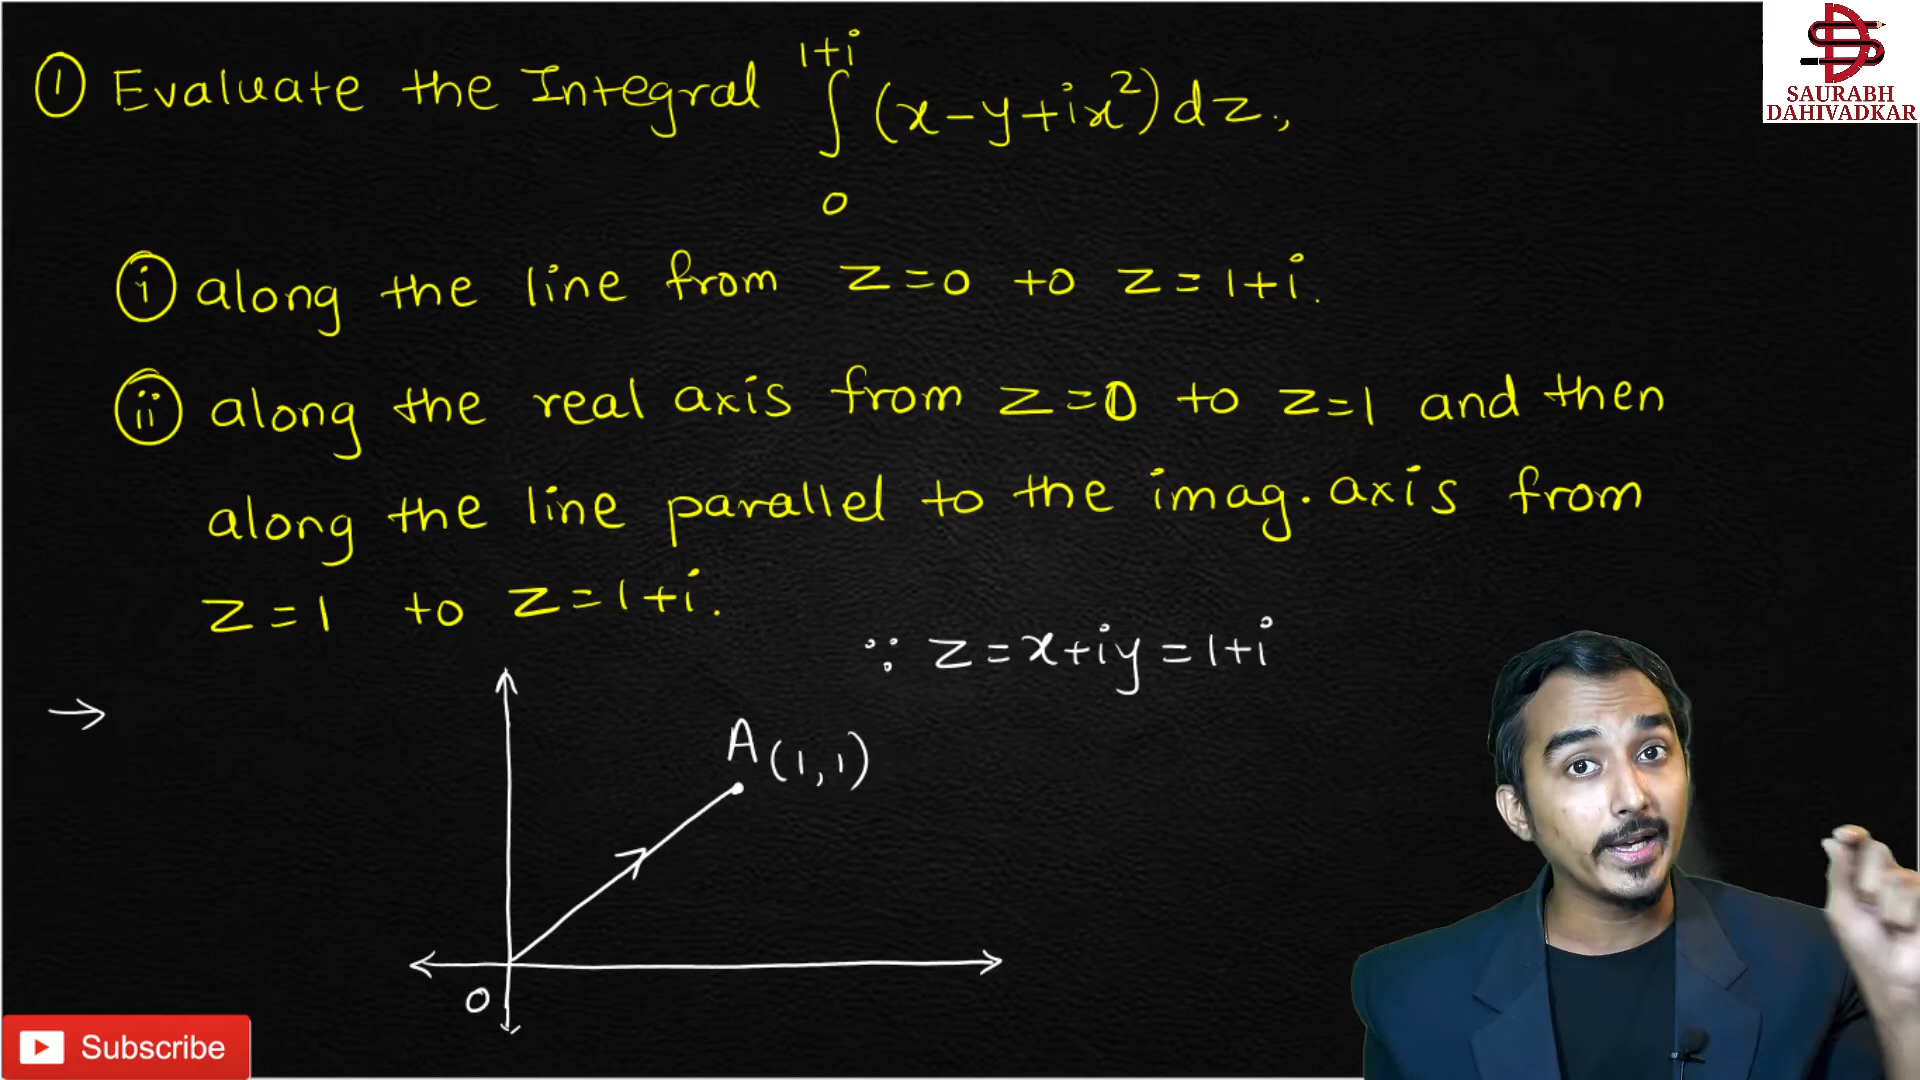 ① Evaluate the Integral ∫₀¹⁺ⁱ (x-y+ix²)dz.,
ⓘ along the line from z=0 to z=1+i.
ⓘⓘ along the real axis from z=0 to z=1 and then
along the line parallel to the imag. axis from
z=1 to z=1+i.
∵ z=x+iy=1+i
→
A(1,1)
0
SAURABH
DAHIVADKAR
Subscribe